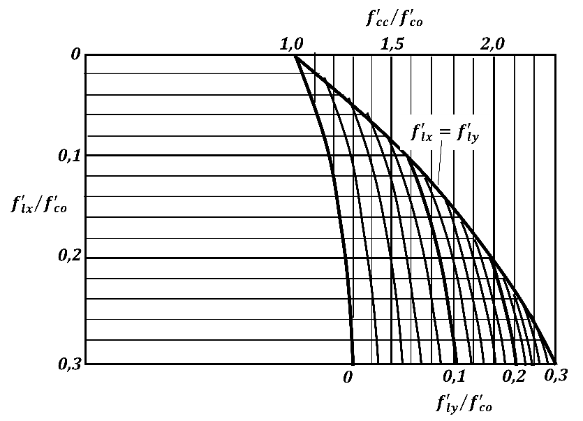 f′cc/f′co
0 1,0 1,5 2,0
f′lx = f′ly
0,1
f′lx/f′co
0,2
0,3
0 0,1 0,2 0,3
f′ly/f′co